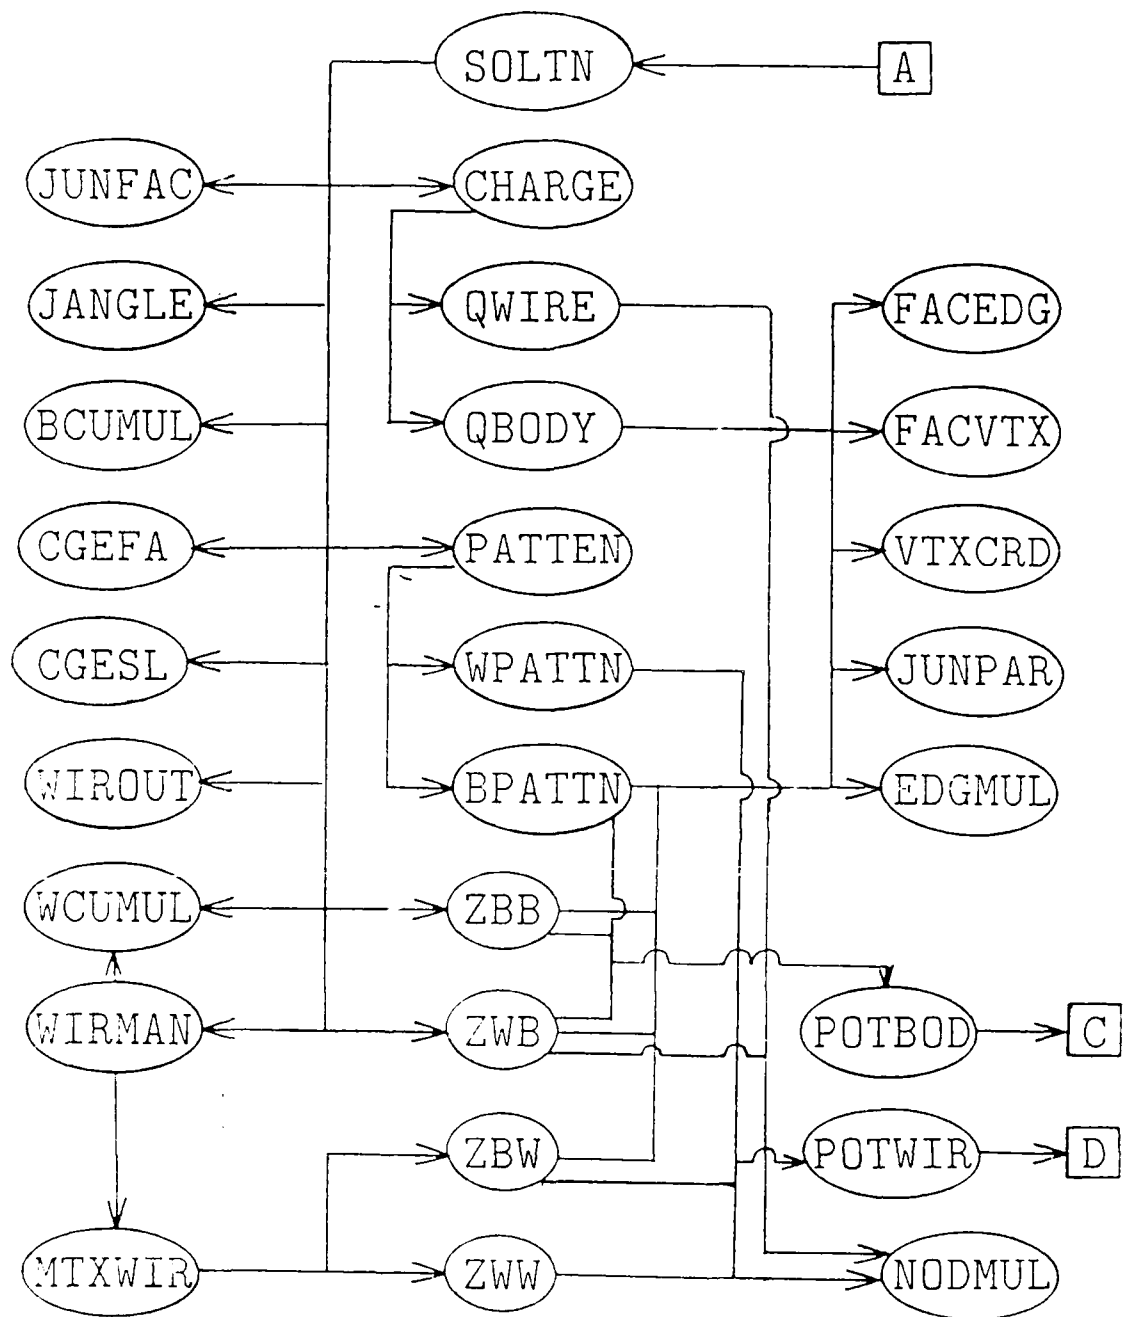 SOLTN A
JUNFAC CHARGE
JANGLE QWIRE FACEDG
BCUMUL QBODY FACVTX
CGEFA PATTEN VTXCRD
CGESL WPATTN JUNPAR
WIROUT BPATTN EDGMUL
WCUMUL ZBB
WIRMAN ZWB POTBOD C
ZBW POTWIR D
MTXWIR ZWW NODMUL